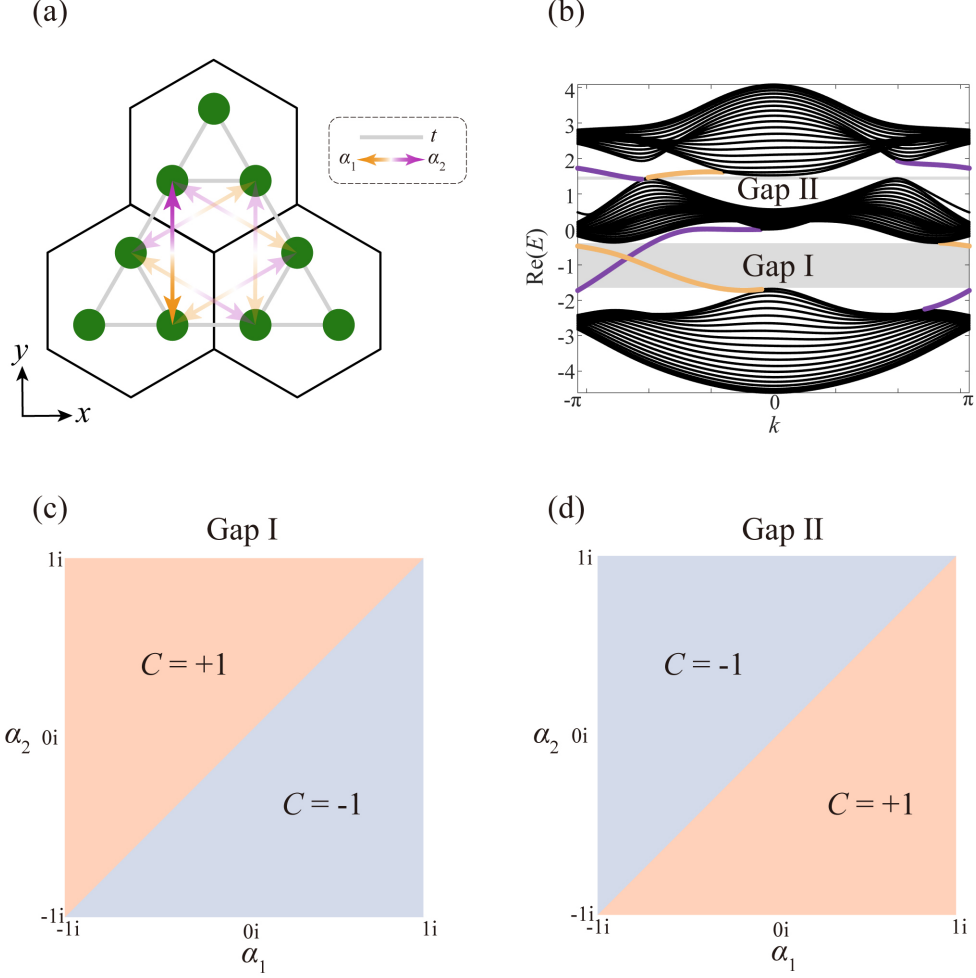 (a)
t
α₁ α₂
y
x
(b)
Re(E)
4
3
2
1
0
-1
-2
-3
-4
Gap II
Gap I
-π 0 π
k
(c)
Gap I
1i
C = +1
α₂ 0i
C = -1
-1i
-1i 0i 1i
α₁
(d)
Gap II
1i
C = -1
α₂ 0i
C = +1
-1i
-1i 0i 1i
α₁